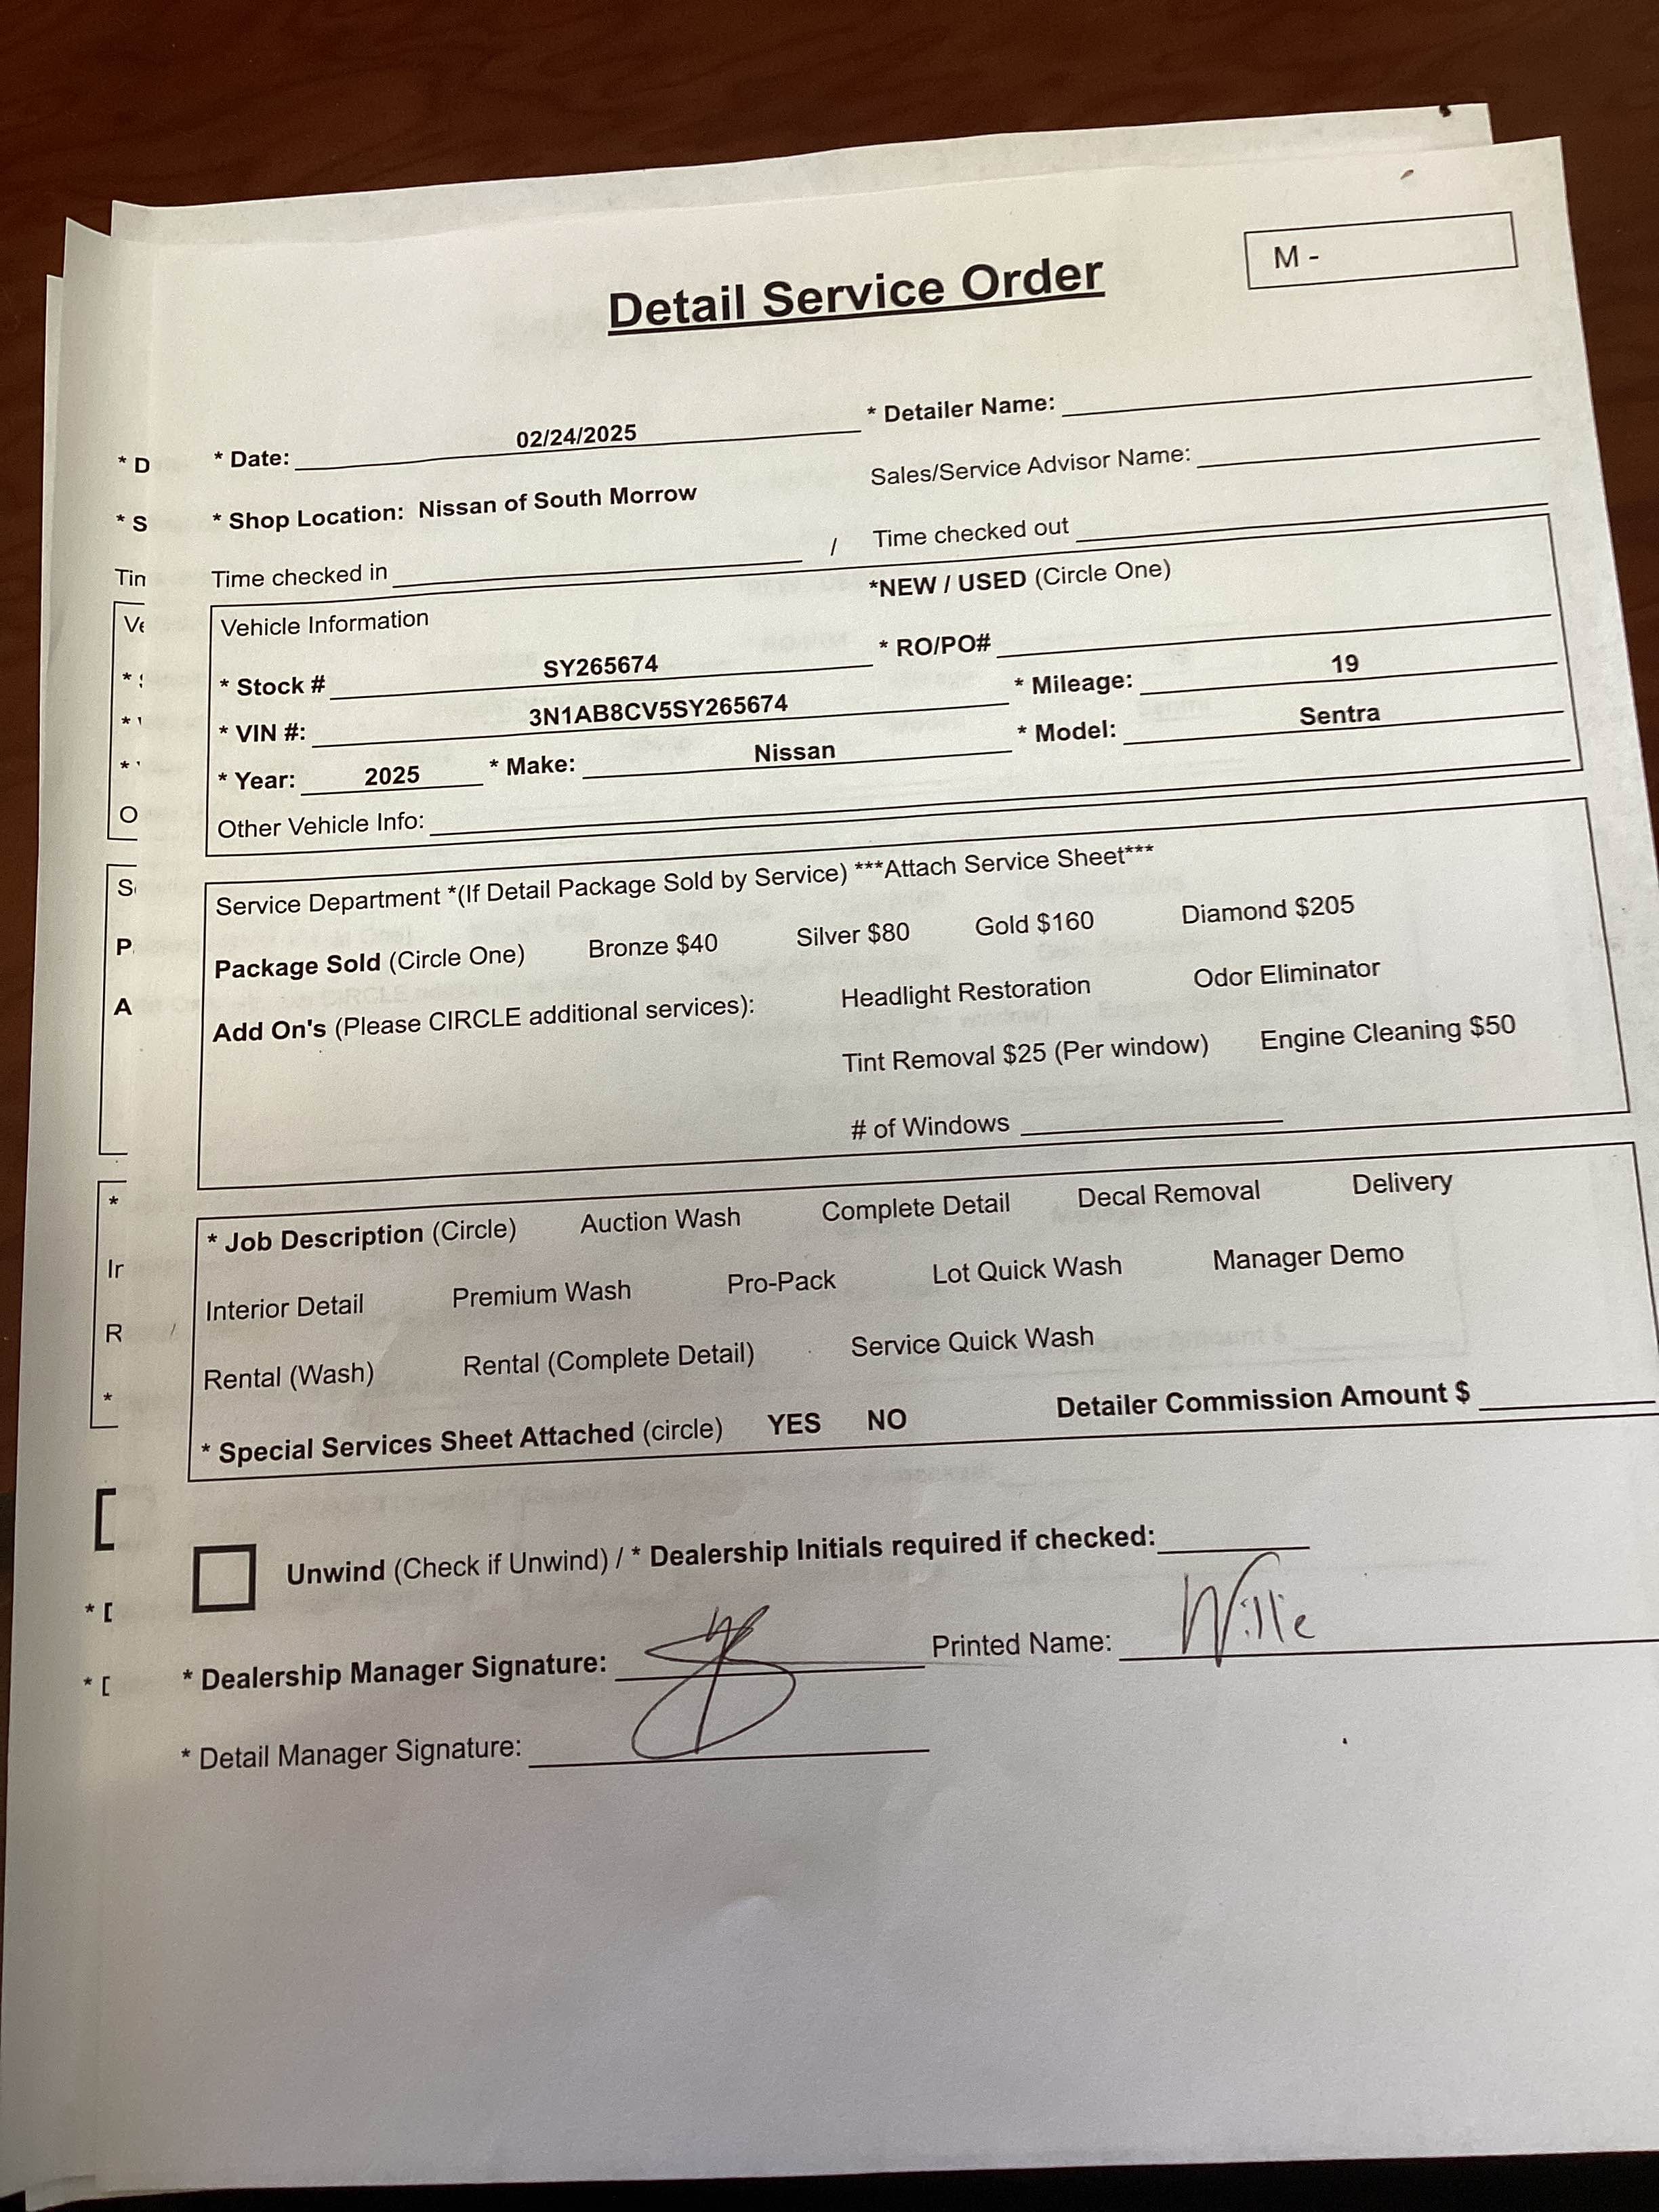 M -
Detail Service Order
* Date: 02/24/2025 * Detailer Name:
* Shop Location: Nissan of South Morrow Sales/Service Advisor Name:
Time checked in / Time checked out
Vehicle Information *NEW / USED (Circle One)
* Stock # SY265674 * RO/PO#
* VIN #: 3N1AB8CV5SY265674 * Mileage: 19
* Year: 2025 * Make: Nissan * Model: Sentra
Other Vehicle Info:
Service Department *(If Detail Package Sold by Service) ***Attach Service Sheet***
Package Sold (Circle One) Bronze $40 Silver $80 Gold $160 Diamond $205
Add On's (Please CIRCLE additional services): Headlight Restoration Odor Eliminator
Tint Removal $25 (Per window) Engine Cleaning $50
# of Windows
* Job Description (Circle) Auction Wash Complete Detail Decal Removal Delivery
Interior Detail Premium Wash Pro-Pack Lot Quick Wash Manager Demo
Rental (Wash) Rental (Complete Detail) Service Quick Wash
* Special Services Sheet Attached (circle) YES NO Detailer Commission Amount $
Unwind (Check if Unwind) / * Dealership Initials required if checked:
* Dealership Manager Signature: Printed Name: Willie
* Detail Manager Signature: